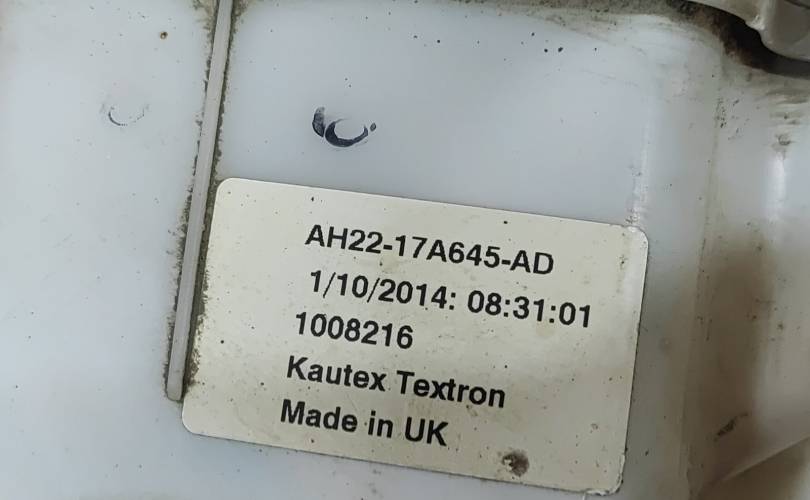 AH22-17A645-AD
1/10/2014: 08:31:01
1008216
Kautex Textron
Made in UK